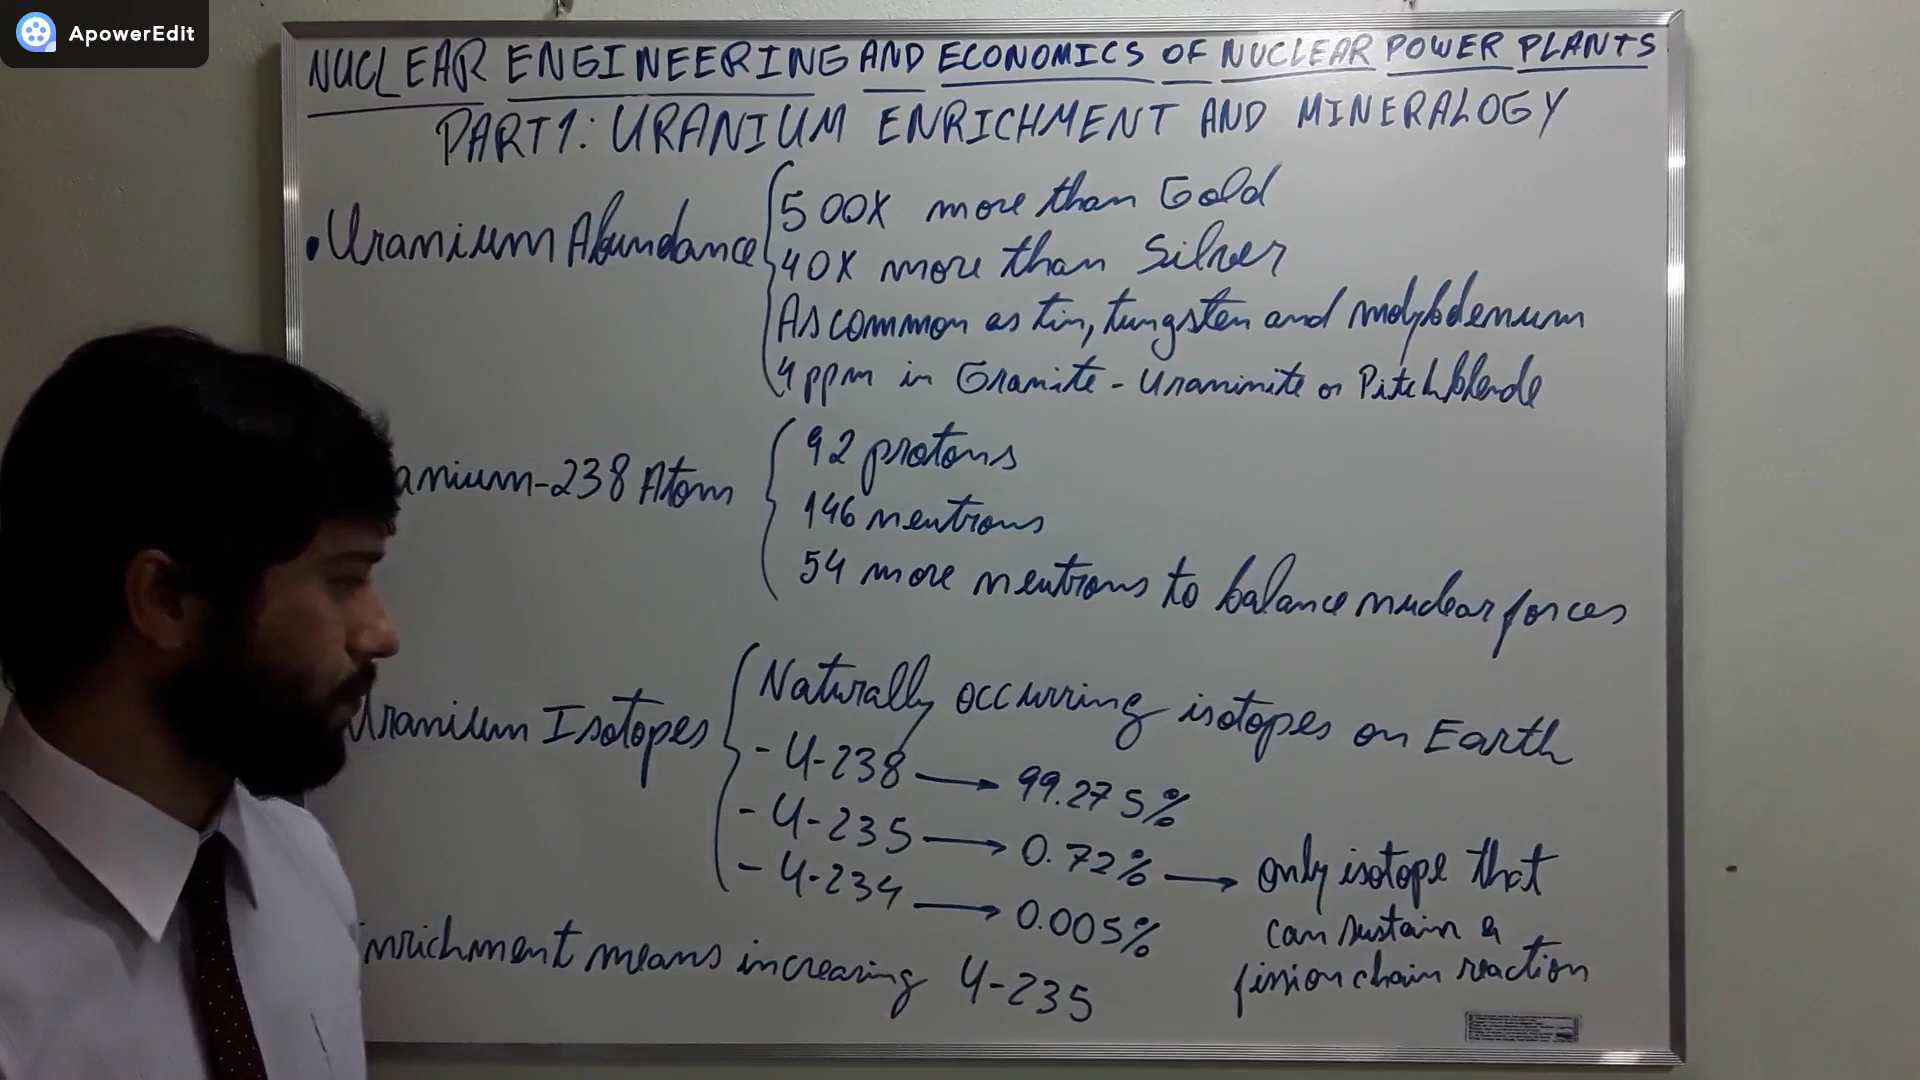 ApowerEdit
NUCLEAR ENGINEERING AND ECONOMICS OF NUCLEAR POWER PLANTS
PART1: URANIUM ENRICHMENT AND MINERALOGY
• Uranium Abundance
500X more than Gold
40X more than Silver
As common as tin, tungsten and molybdenum
4 ppm in Granite - Uraninite or Pitchblende
anium-238 Atom
92 protons
146 neutrons
54 more neutrons to balance nuclear forces
Uranium Isotopes
Naturally occurring isotopes on Earth
- U-238 → 99.275%
- U-235 → 0.72% → only isotope that
can sustain a
fission chain reaction
- U-234 → 0.005%
nrichment means increasing U-235